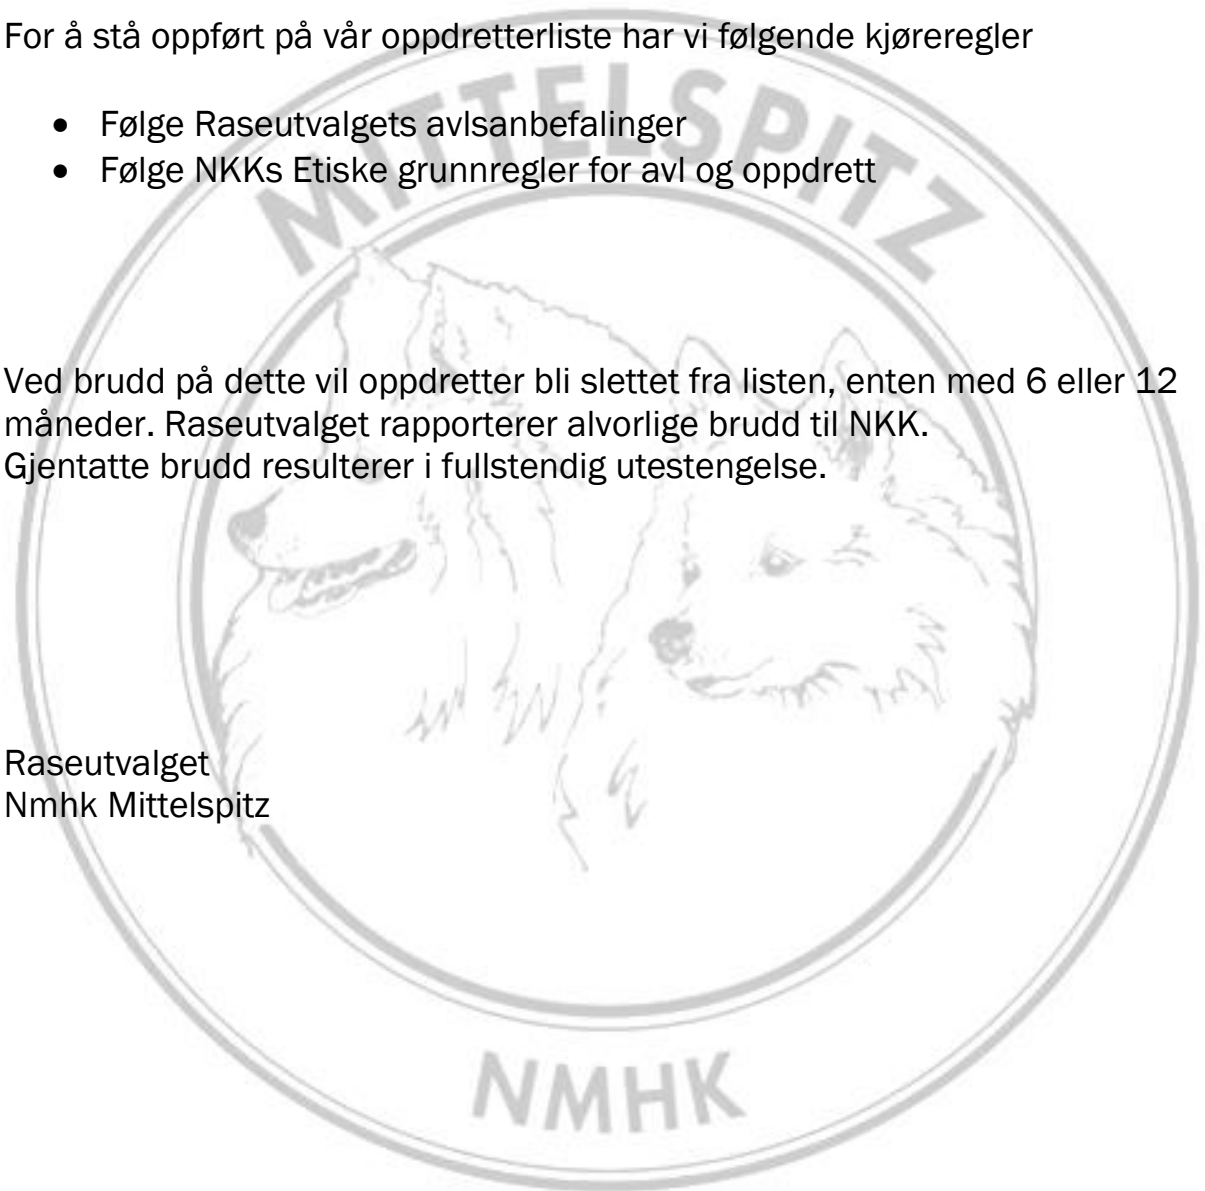 For å stå oppført på vår oppdretterliste har vi følgende kjøreregler
• Følge Raseutvalgets avlsanbefalinger
• Følge NKKs Etiske grunnregler for avl og oppdrett
MITTELSPITZ
Ved brudd på dette vil oppdretter bli slettet fra listen, enten med 6 eller 12
måneder. Raseutvalget rapporterer alvorlige brudd til NKK.
Gjentatte brudd resulterer i fullstendig utestengelse.
Raseutvalget
Nmhk Mittelspitz
NMHK